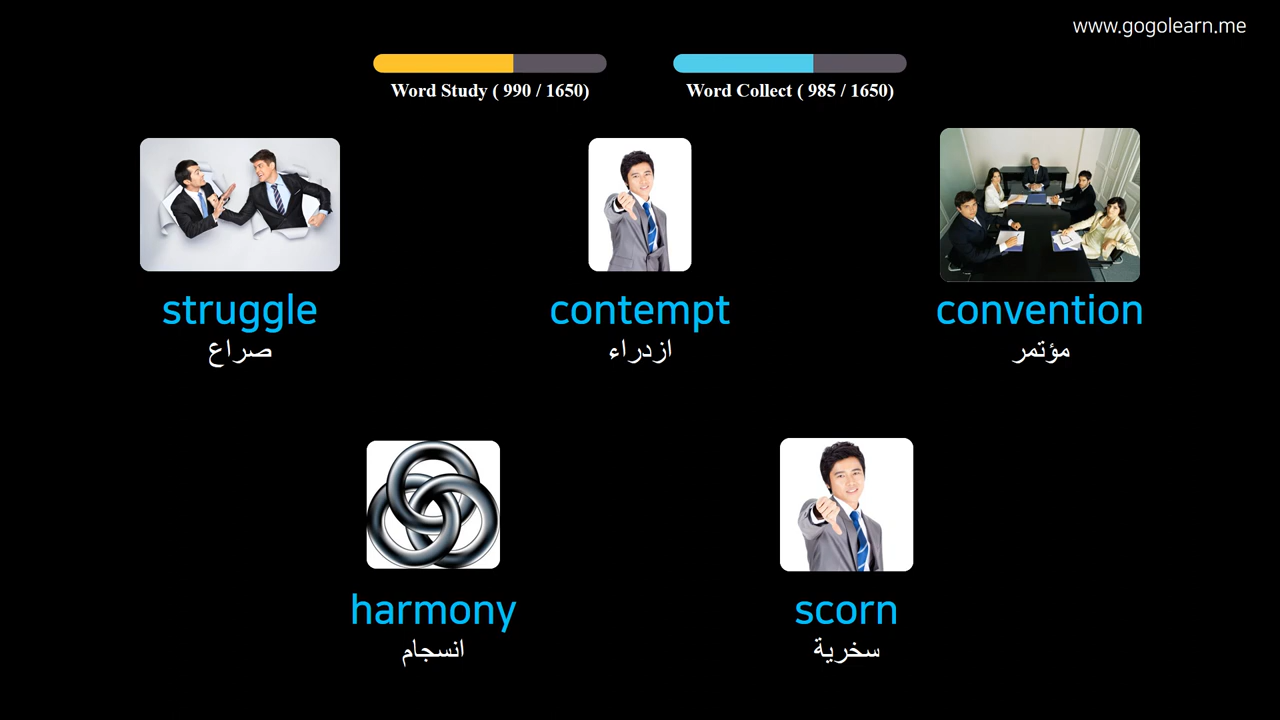 www.gogolearn.me
Word Study ( 990 / 1650)
Word Collect ( 985 / 1650)
struggle
صراع
contempt
ازدراء
convention
مؤتمر
harmony
انسجام
scorn
سخرية